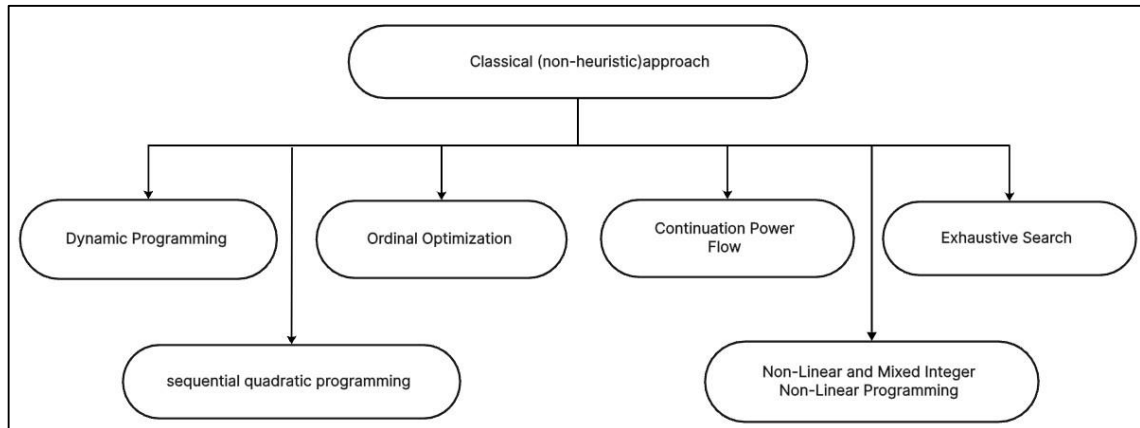 Classical (non-heuristic)approach
Dynamic Programming
Ordinal Optimization
Continuation Power
Flow
Exhaustive Search
sequential quadratic programming
Non-Linear and Mixed Integer
Non-Linear Programming